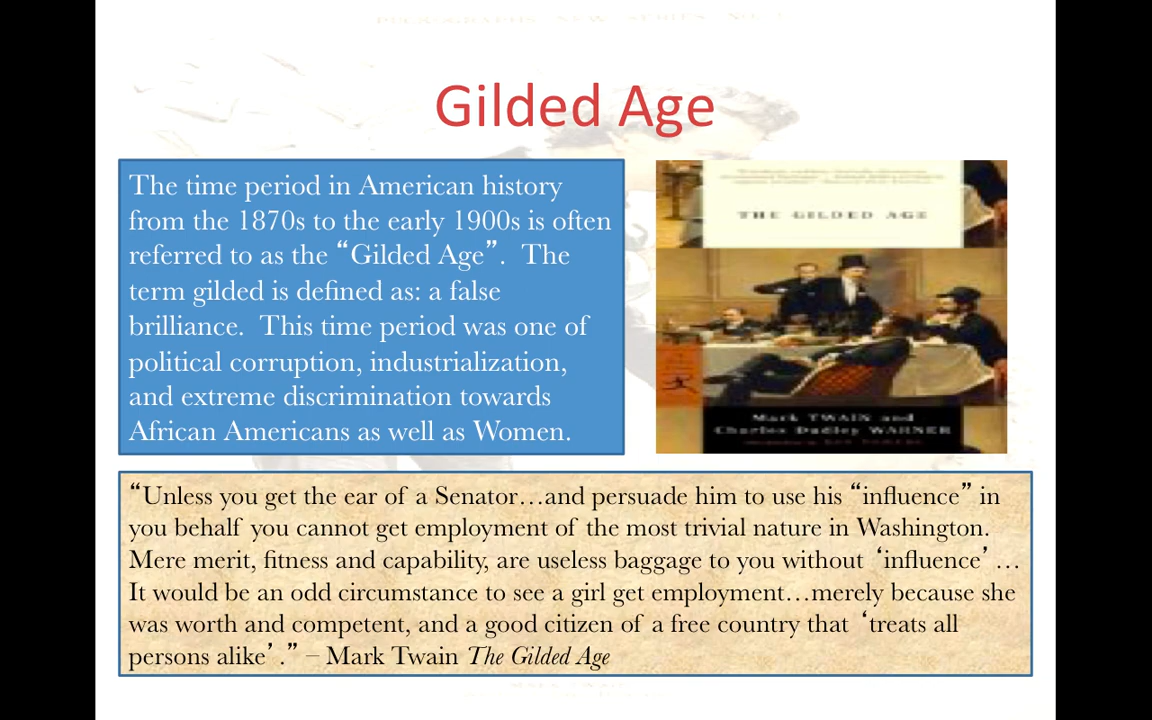 Gilded Age
The time period in American history
from the 1870s to the early 1900s is often
referred to as the “Gilded Age”.  The
term gilded is defined as: a false
brilliance.  This time period was one of
political corruption, industrialization,
and extreme discrimination towards
African Americans as well as Women.
THE GILDED AGE
Mark TWAIN and
Charles Dudley WARNER
“Unless you get the ear of a Senator…and persuade him to use his “influence” in
you behalf you cannot get employment of the most trivial nature in Washington.
Mere merit, fitness and capability, are useless baggage to you without ‘influence’…
It would be an odd circumstance to see a girl get employment…merely because she
was worth and competent, and a good citizen of a free country that ‘treats all
persons alike’.” – Mark Twain The Gilded Age